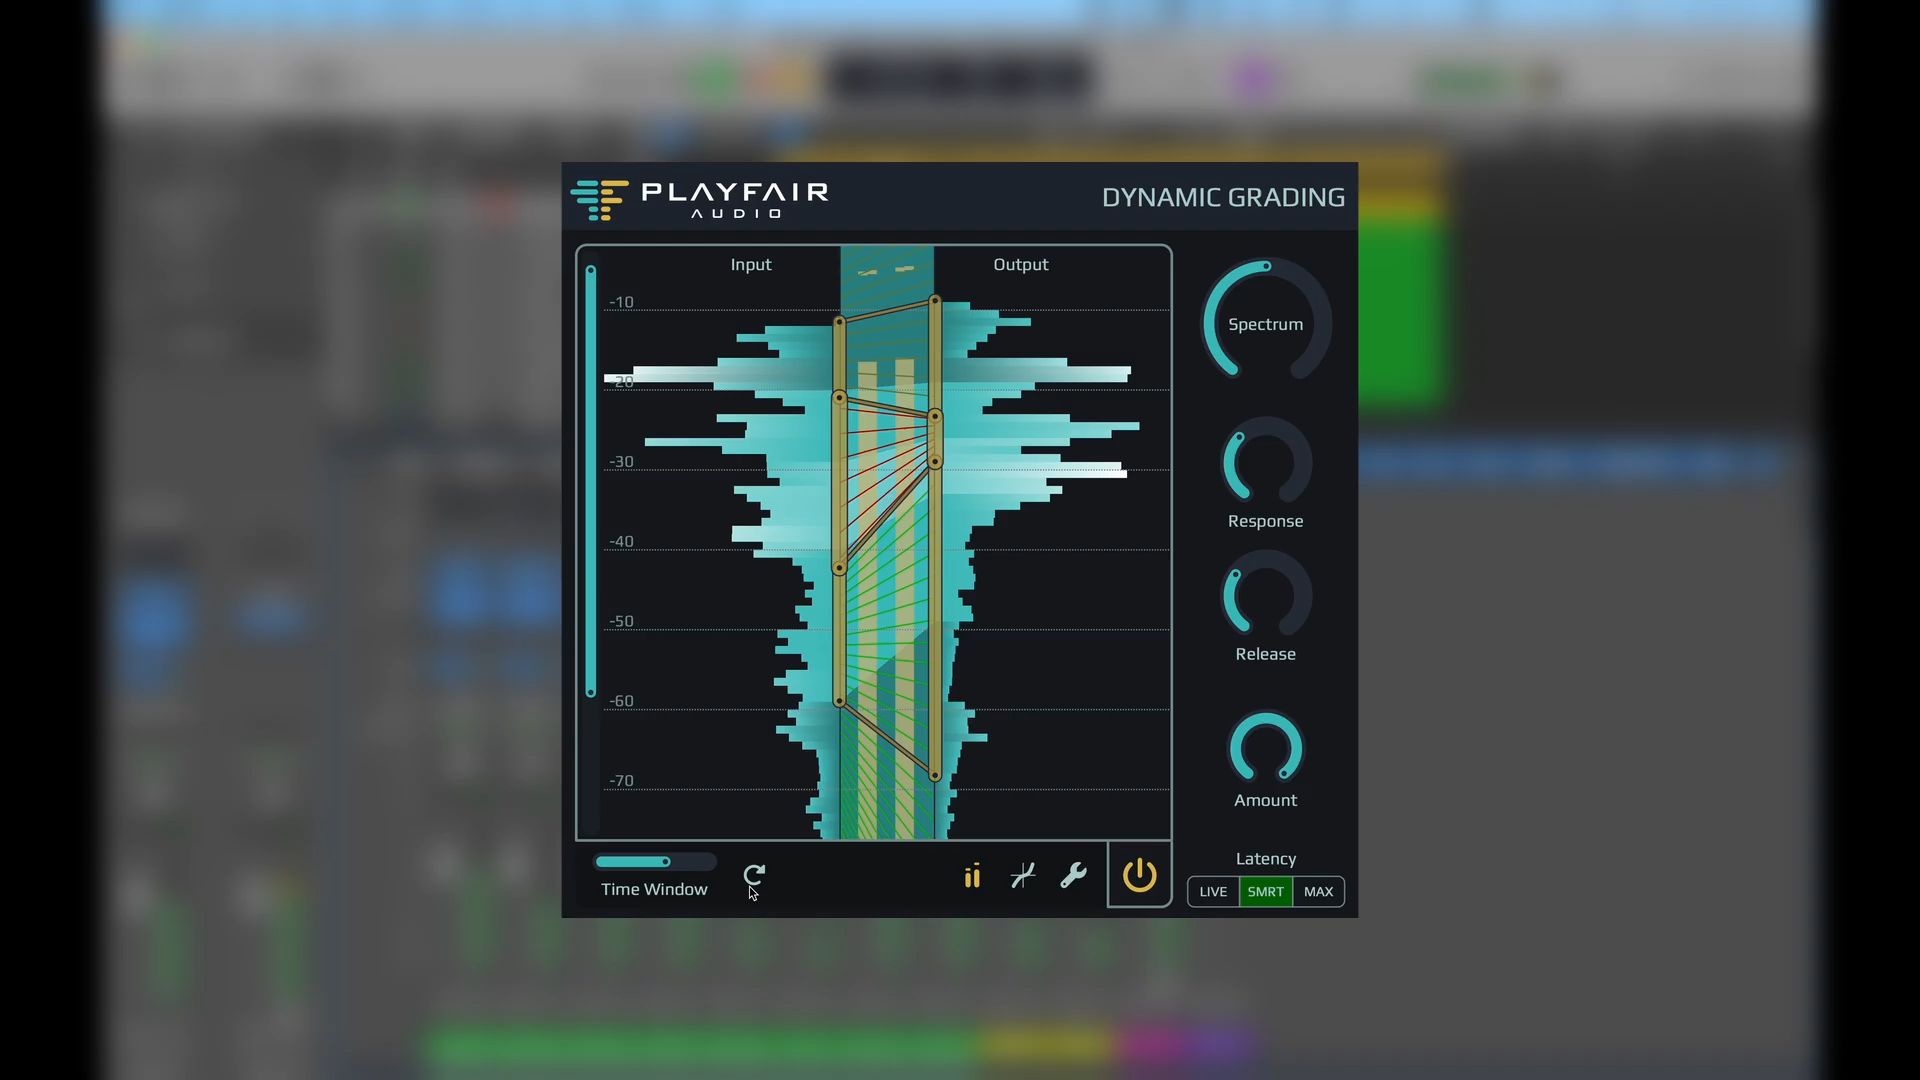 PLAYFAIR
AUDIO
DYNAMIC GRADING
Input
Output
-10
-20
-30
-40
-50
-60
-70
Spectrum
Response
Release
Amount
Latency
LIVE SMRT MAX
Time Window